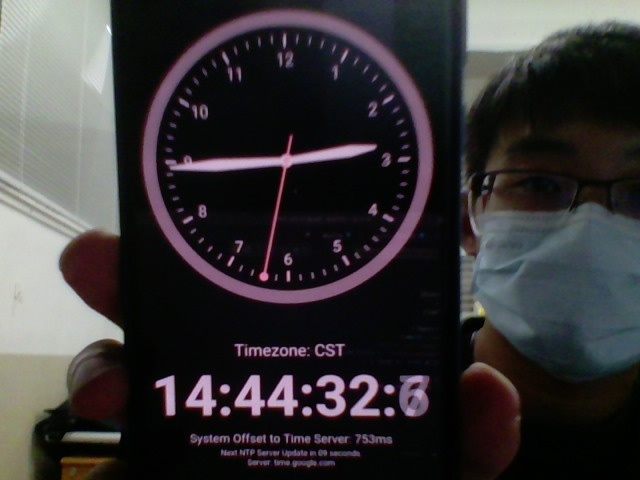 12
11 1
10 2
9 3
8 4
7 5
6
Timezone: CST
14:44:32:6
System Offset to Time Server: 753ms
Next NTP Server Update in 09 seconds
Server: time.google.com